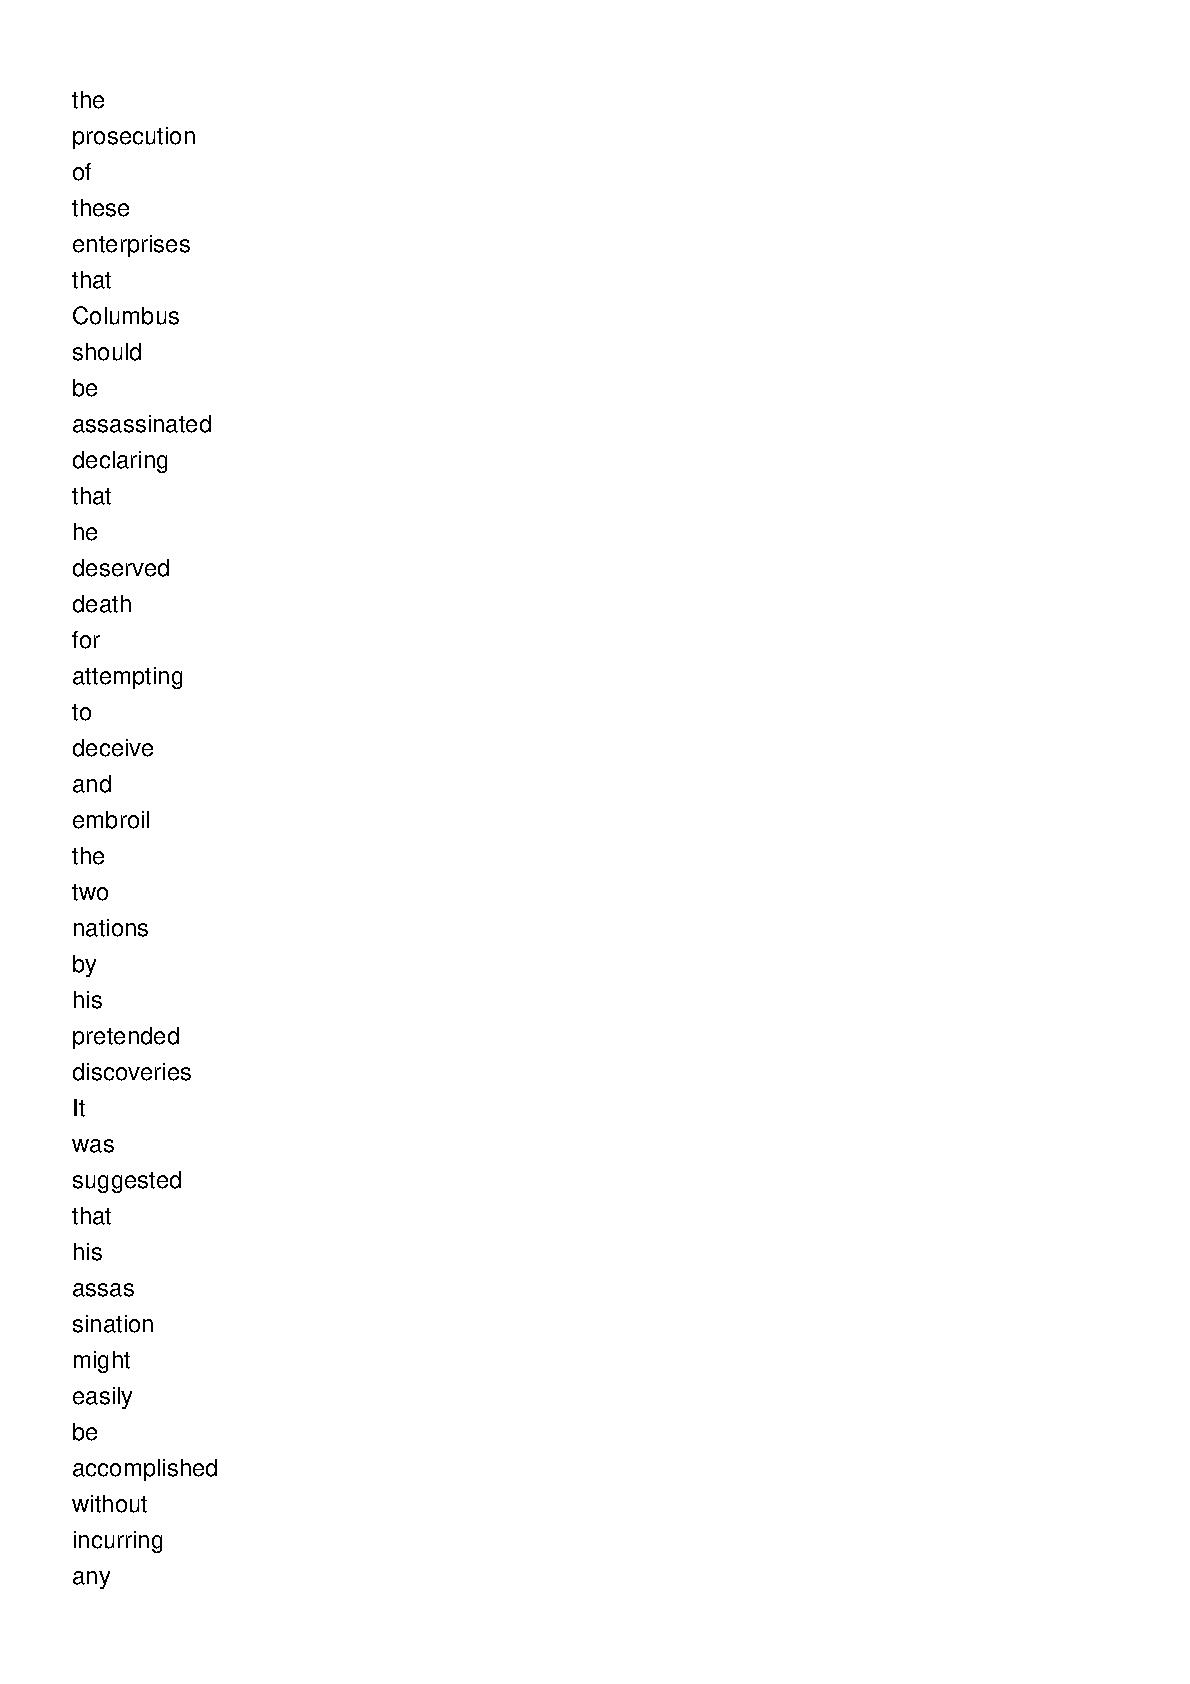 the
prosecution
of
these
enterprises
that
Columbus
should
be
assassinated
declaring
that
he
deserved
death
for
attempting
to
deceive
and
embroil
the
two
nations
by
his
pretended
discoveries
It
was
suggested
that
his
assas
sination
might
easily
be
accomplished
without
incurring
any